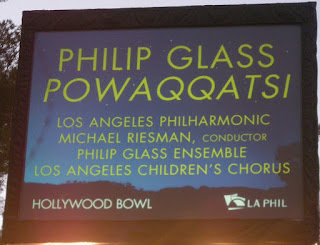 PHILIP GLASS
POWAQQATSI
LOS ANGELES PHILHARMONIC
MICHAEL RIESMAN, CONDUCTOR
PHILIP GLASS ENSEMBLE
LOS ANGELES CHILDREN'S CHORUS
HOLLYWOOD BOWL LA PHIL